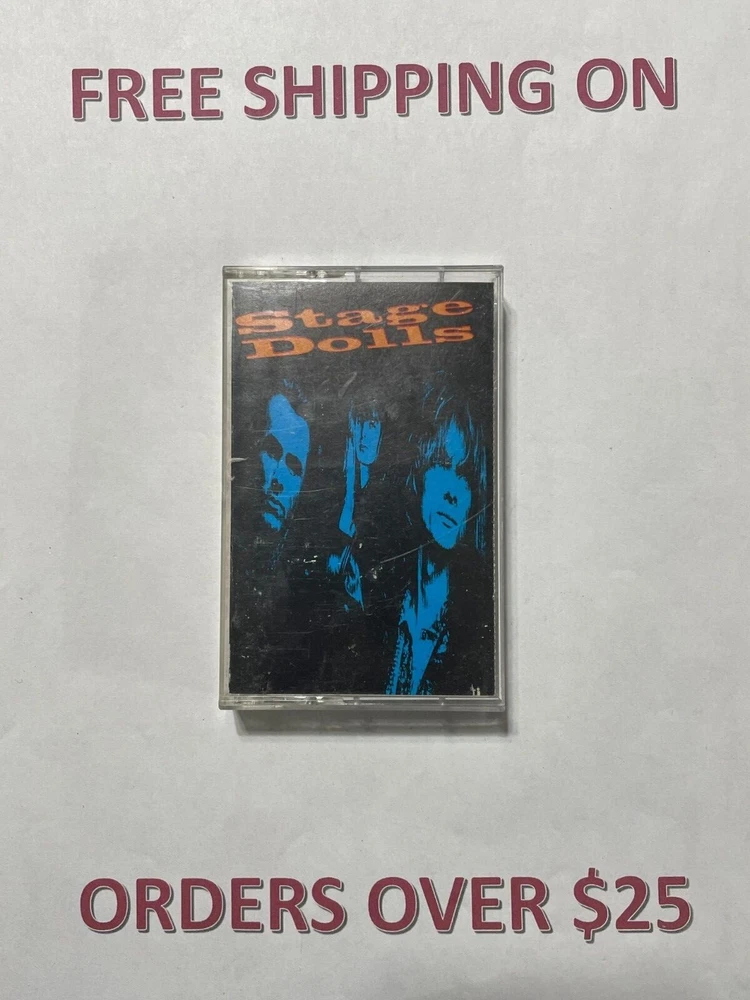 FREE SHIPPING ON
Stage
Dolls
ORDERS OVER $25